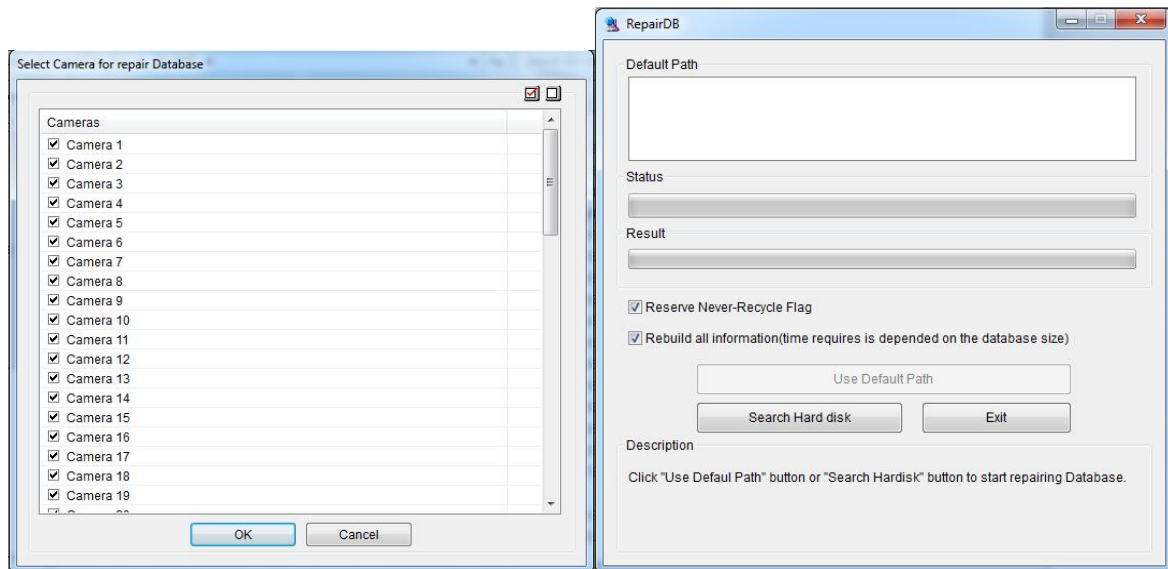 Select Camera for repair Database
Cameras
Camera 1
Camera 2
Camera 3
Camera 4
Camera 5
Camera 6
Camera 7
Camera 8
Camera 9
Camera 10
Camera 11
Camera 12
Camera 13
Camera 14
Camera 15
Camera 16
Camera 17
Camera 18
Camera 19
OK
Cancel
RepairDB
Default Path
Status
Result
Reserve Never-Recycle Flag
Rebuild all information(time requires is depended on the database size)
Use Default Path
Search Hard disk
Exit
Description
Click "Use Defaul Path" button or "Search Hardisk" button to start repairing Database.